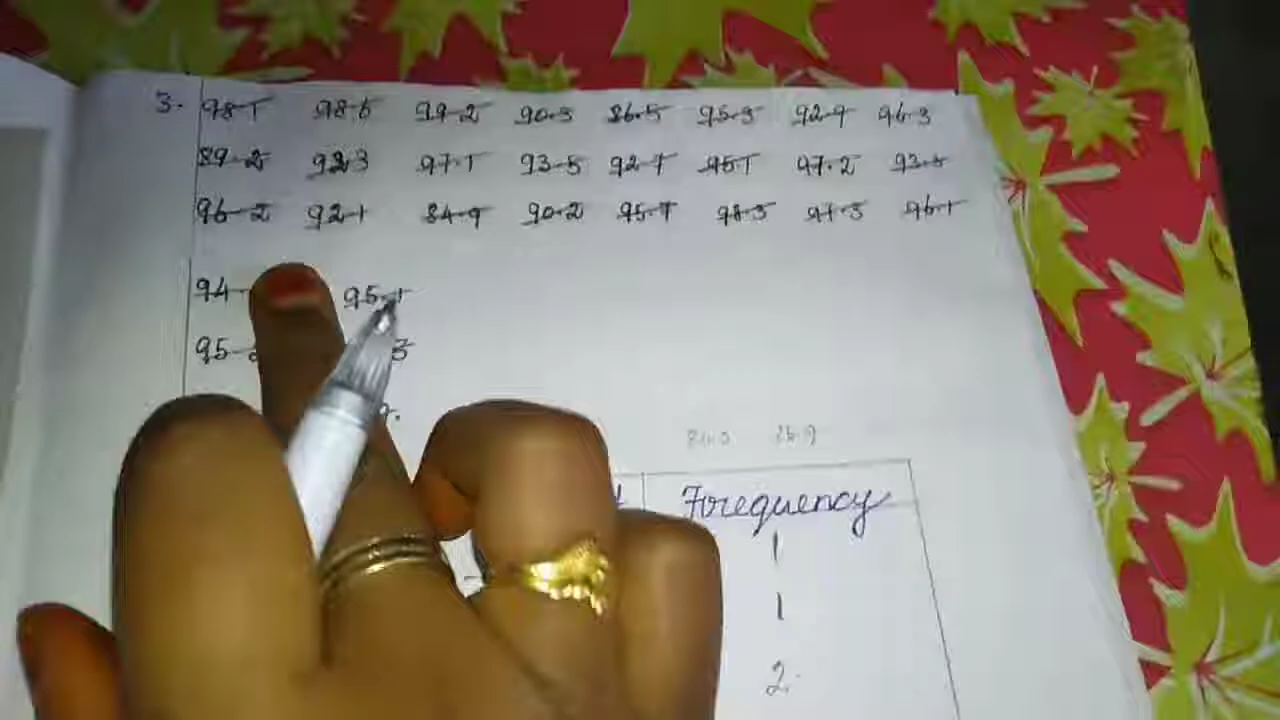 3. 98.1 98.6 99.2 90.3 86.5 95.3 92.9 96.3
89.2 92.3 97.1 93.5 92.7 95.1 97.2 93.3
96.2 92.1 84.9 90.2 95.7 98.3 97.3 96.1
94 95.1
95
Frequency
1
1
2